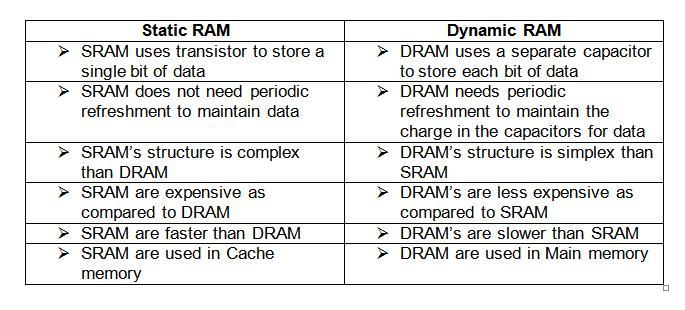 Static RAM
Dynamic RAM
➢ SRAM uses transistor to store a
single bit of data
➢ DRAM uses a separate capacitor
to store each bit of data
➢ SRAM does not need periodic
refreshment to maintain data
➢ DRAM needs periodic
refreshment to maintain the
charge in the capacitors for data
➢ SRAM’s structure is complex
than DRAM
➢ DRAM’s structure is simplex than
SRAM
➢ SRAM are expensive as
compared to DRAM
➢ DRAM’s are less expensive as
compared to SRAM
➢ SRAM are faster than DRAM
➢ DRAM’s are slower than SRAM
➢ SRAM are used in Cache
memory
➢ DRAM are used in Main memory